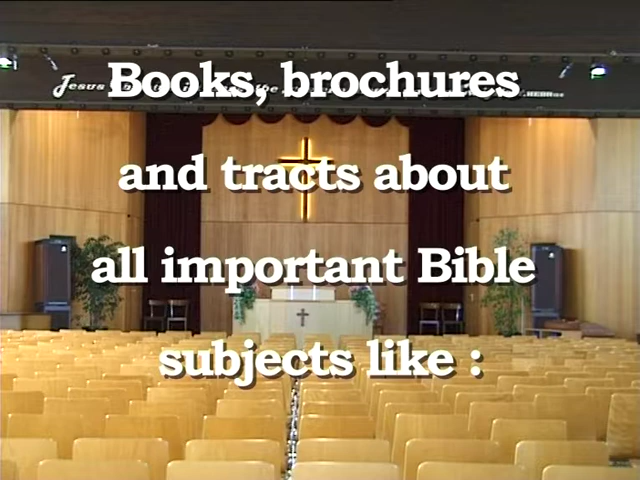 Books, brochures
and tracts about
all important Bible
subjects like :
Jesus